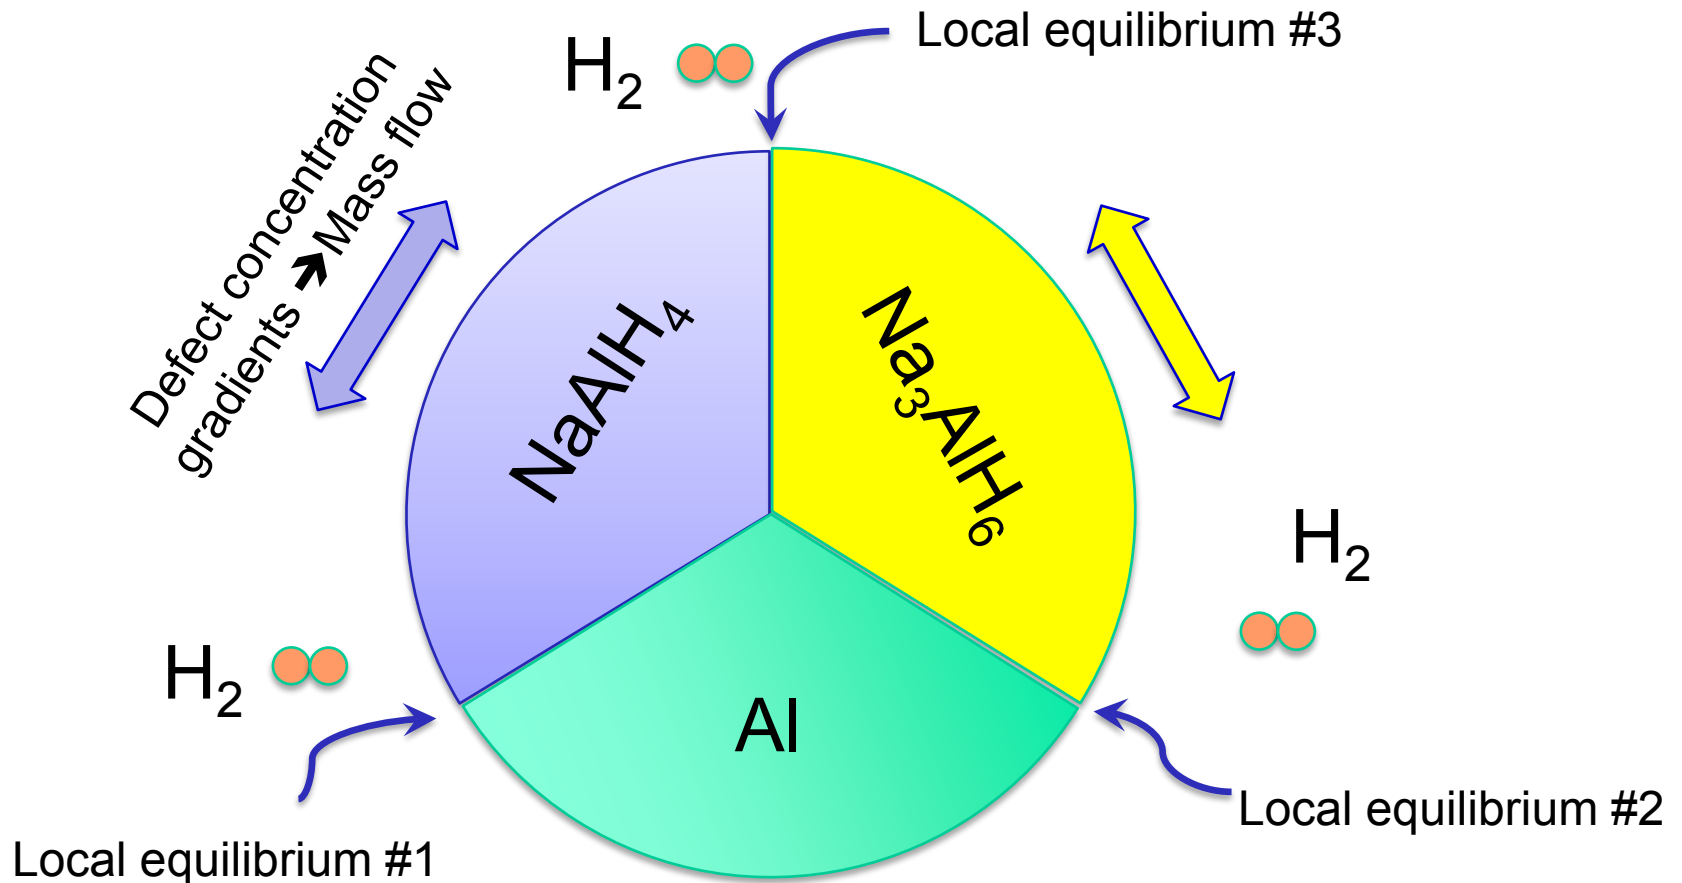 Local equilibrium #3
H₂
Defect concentration
gradients ➔Mass flow
NaAlH₄
Na₃AlH₆
H₂
H₂
Al
Local equilibrium #2
Local equilibrium #1